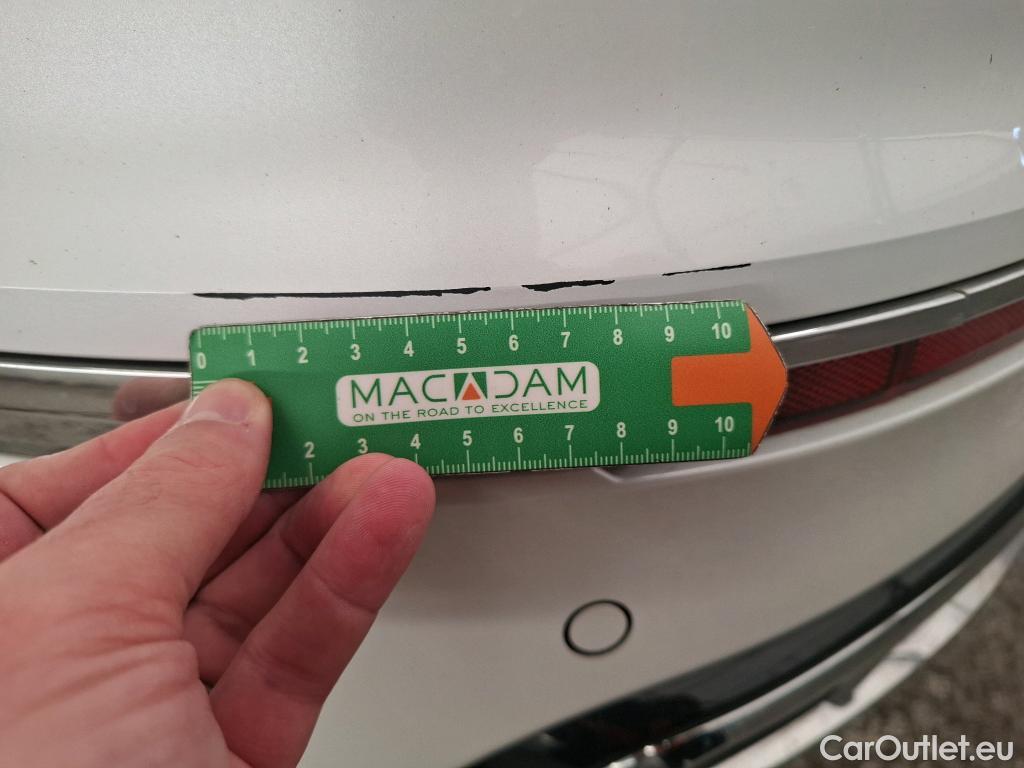 0 1 2 3 4 5 6 7 8 9 10
MACADAM
ON THE ROAD TO EXCELLENCE
2 3 4 5 6 7 8 9 10
CarOutlet.eu